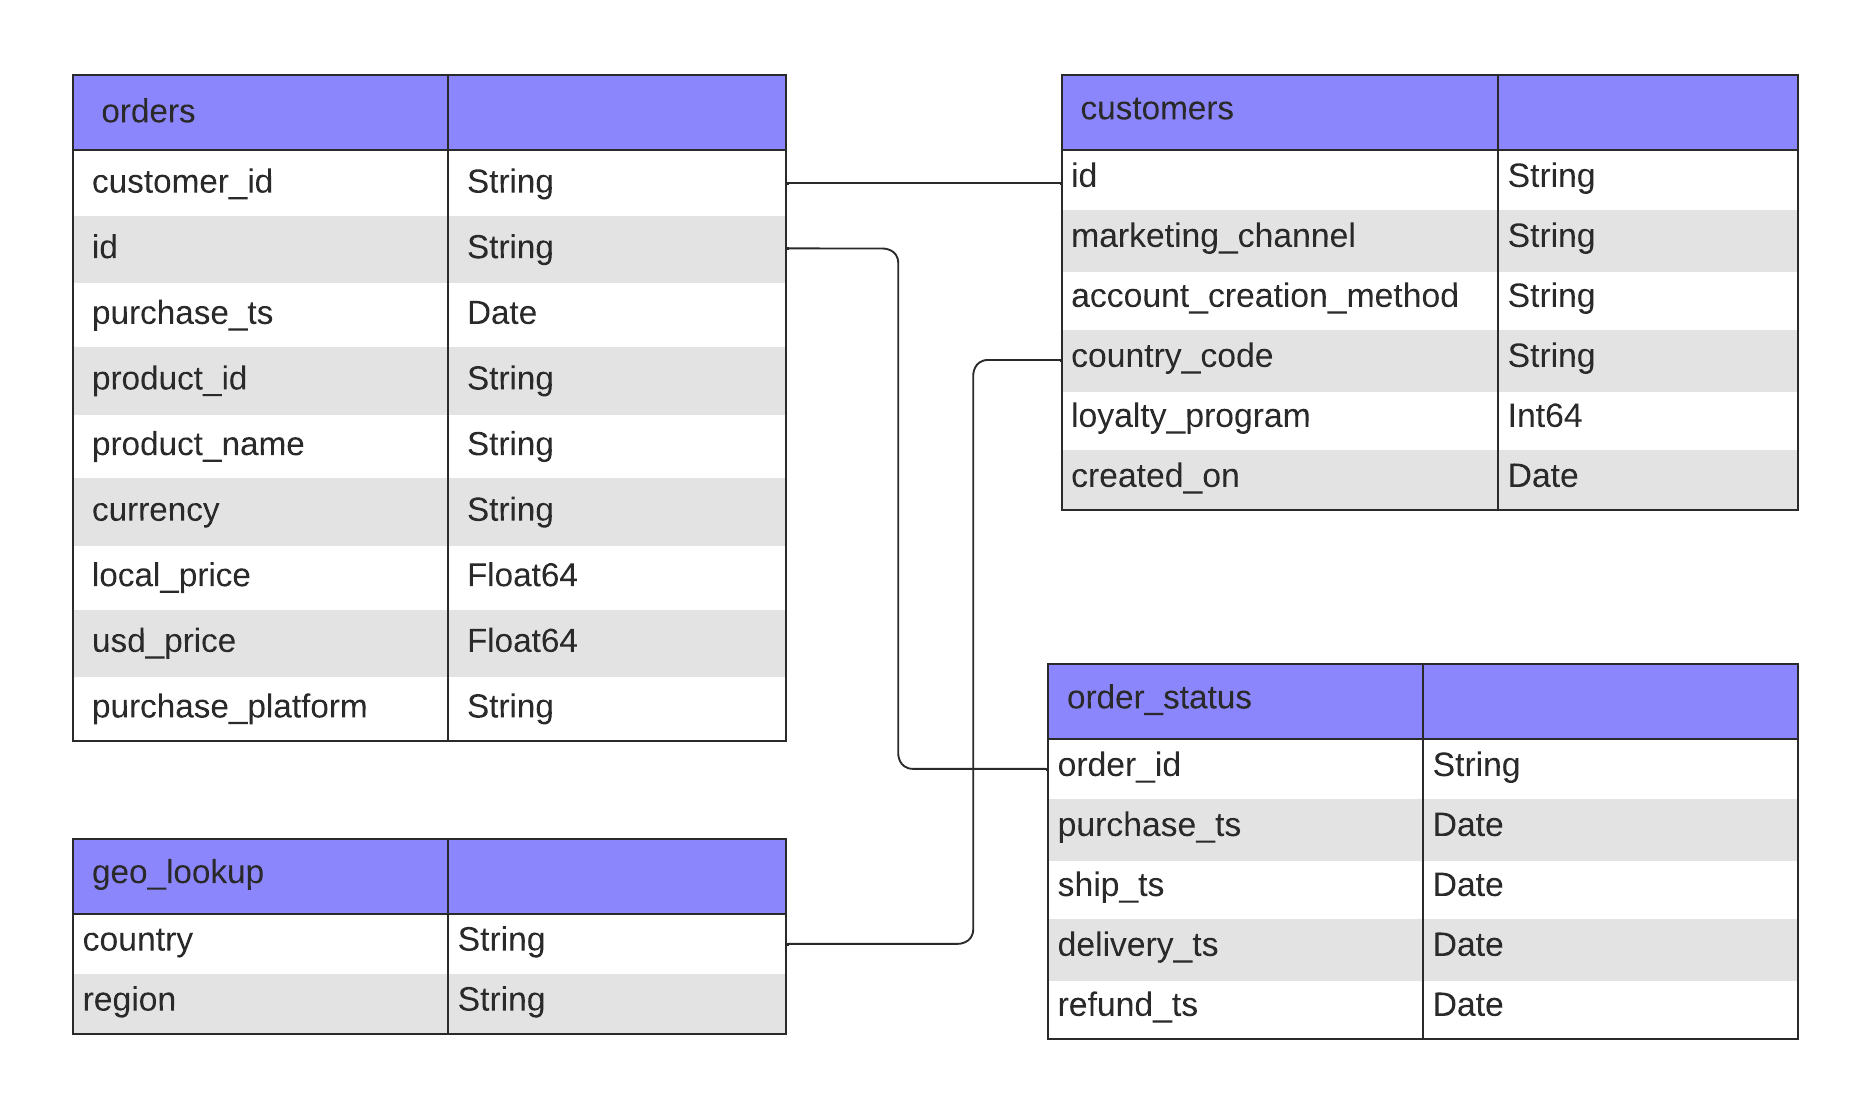 orders
customer_id String
id String
purchase_ts Date
product_id String
product_name String
currency String
local_price Float64
usd_price Float64
purchase_platform String
customers
id String
marketing_channel String
account_creation_method String
country_code String
loyalty_program Int64
created_on Date
geo_lookup
country String
region String
order_status
order_id String
purchase_ts Date
ship_ts Date
delivery_ts Date
refund_ts Date